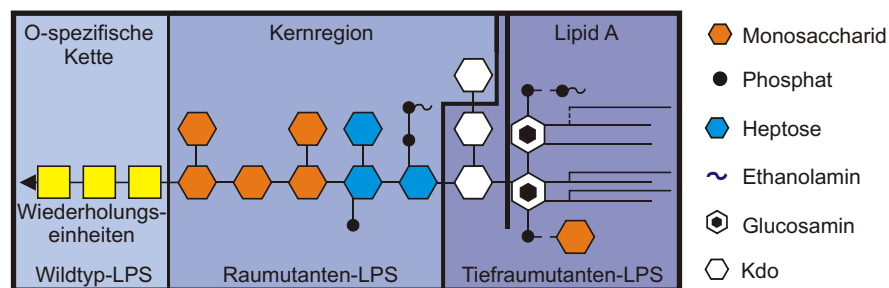 O-spezifische
Kette
Kernregion
Lipid A
Wiederholungs-
einheiten
Wildtyp-LPS
Raumutanten-LPS
Tiefraumutanten-LPS
Monosaccharid
Phosphat
Heptose
Ethanolamin
Glucosamin
Kdo